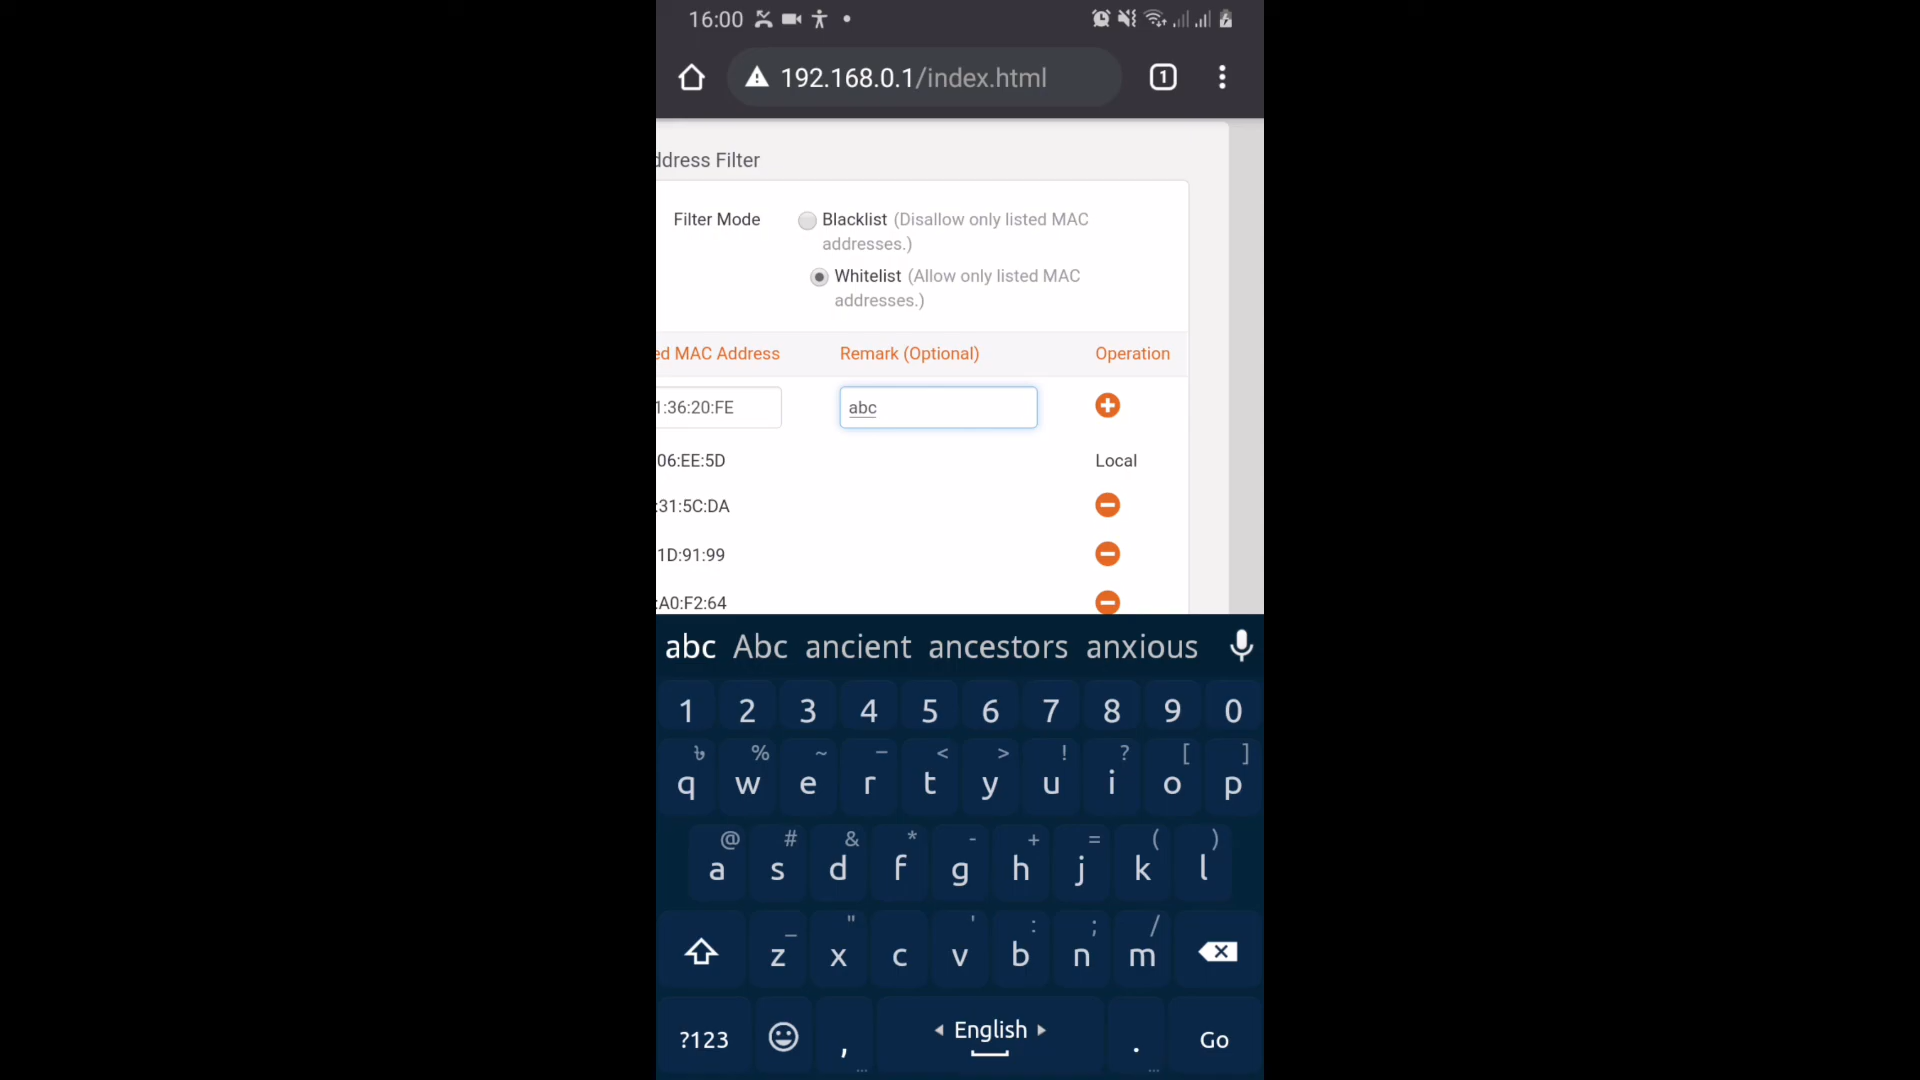 16:00
192.168.0.1/index.html
1
ddress Filter
Filter Mode
Blacklist (Disallow only listed MAC
addresses.)
Whitelist (Allow only listed MAC
addresses.)
ed MAC Address Remark (Optional) Operation
1:36:20:FE abc
06:EE:5D Local
:31:5C:DA
1D:91:99
:A0:F2:64
abc Abc ancient ancestors anxious
1 2 3 4 5 6 7 8 9 0
৳ % ~ – < > ! ? [ ]
q w e r t y u i o p
@ # & * - + = ( )
a s d f g h j k l
_ " ' : ; /
z x c v b n m
?123 , English . Go